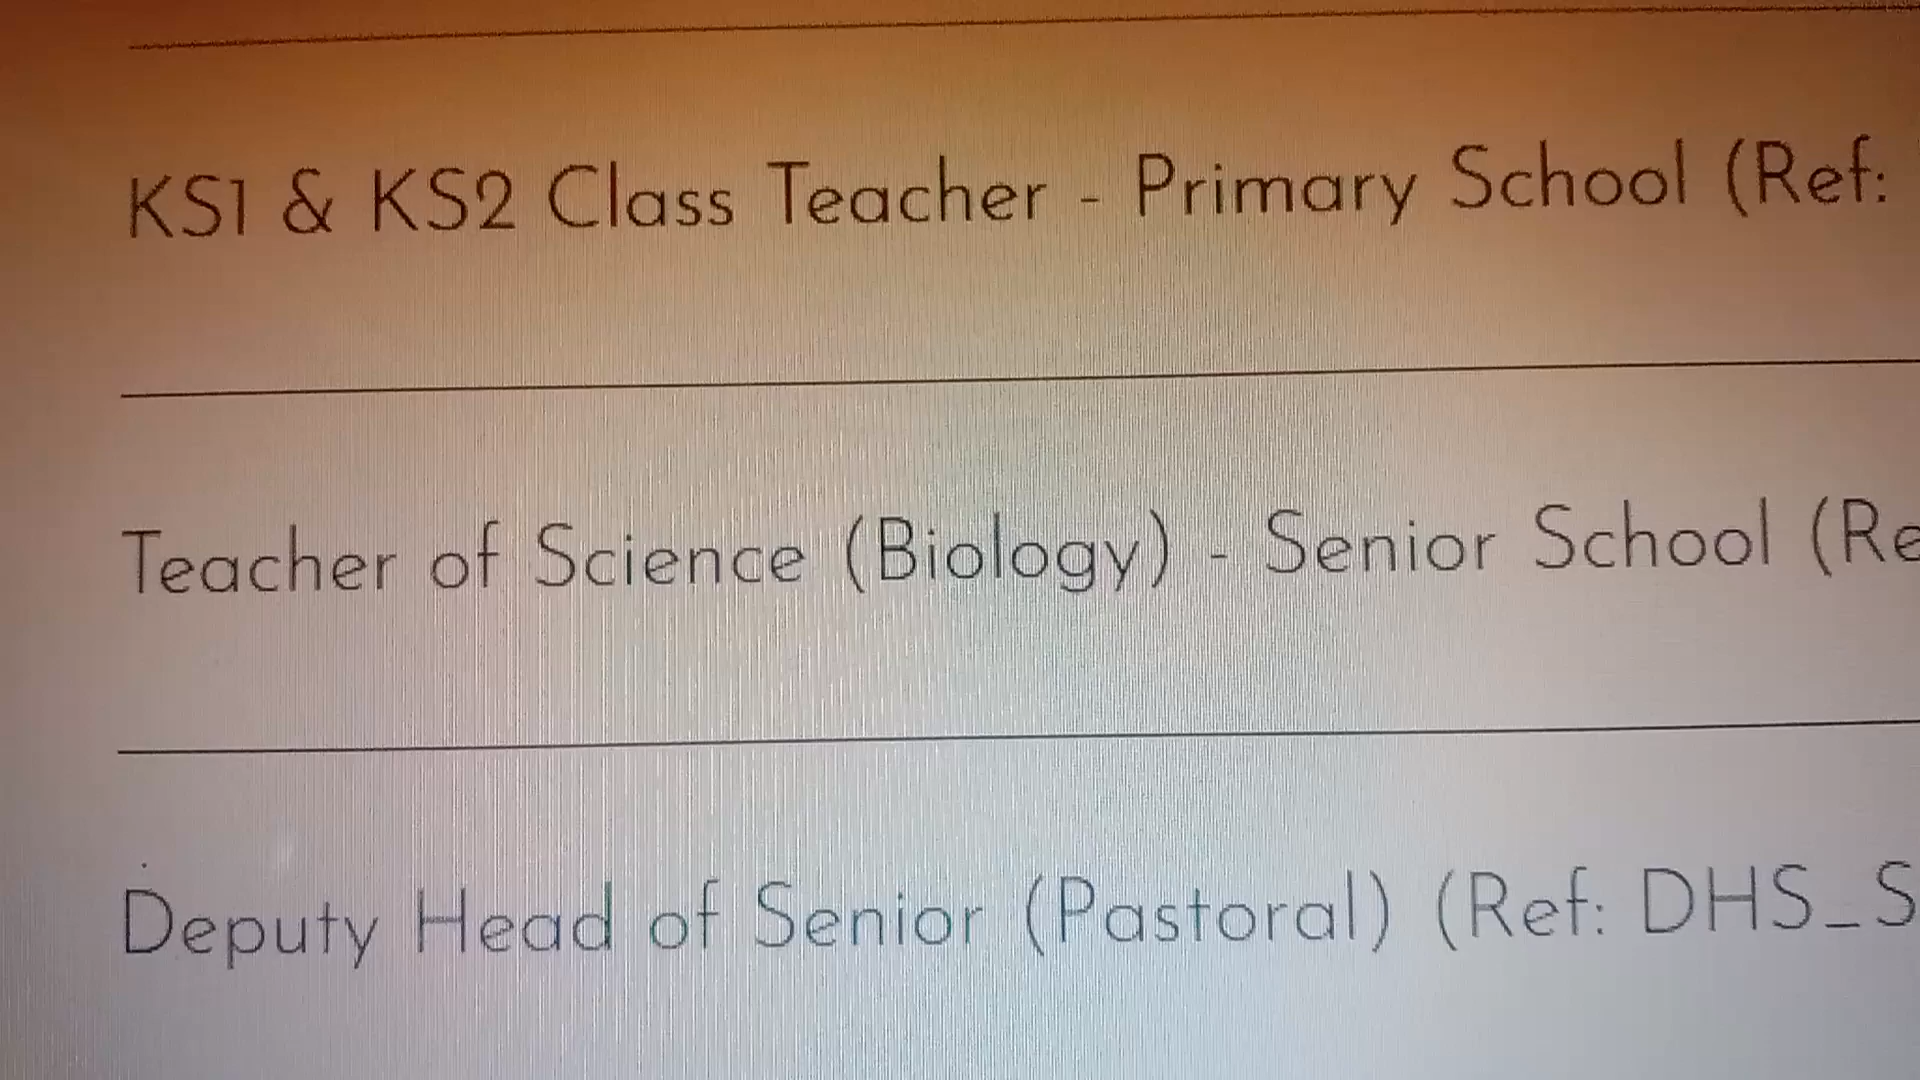 KS1 & KS2 Class Teacher - Primary School (Ref:
Teacher of Science (Biology) - Senior School (Re
Deputy Head of Senior (Pastoral) (Ref: DHS_S